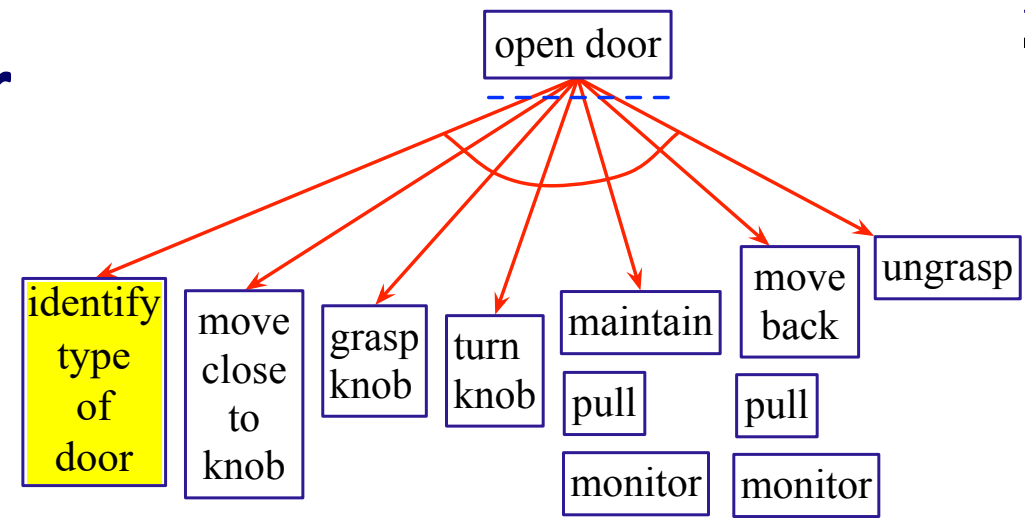 open door
identify
type
of
door
move
close
to
knob
grasp
knob
turn
knob
maintain
pull
monitor
move
back
pull
monitor
ungrasp